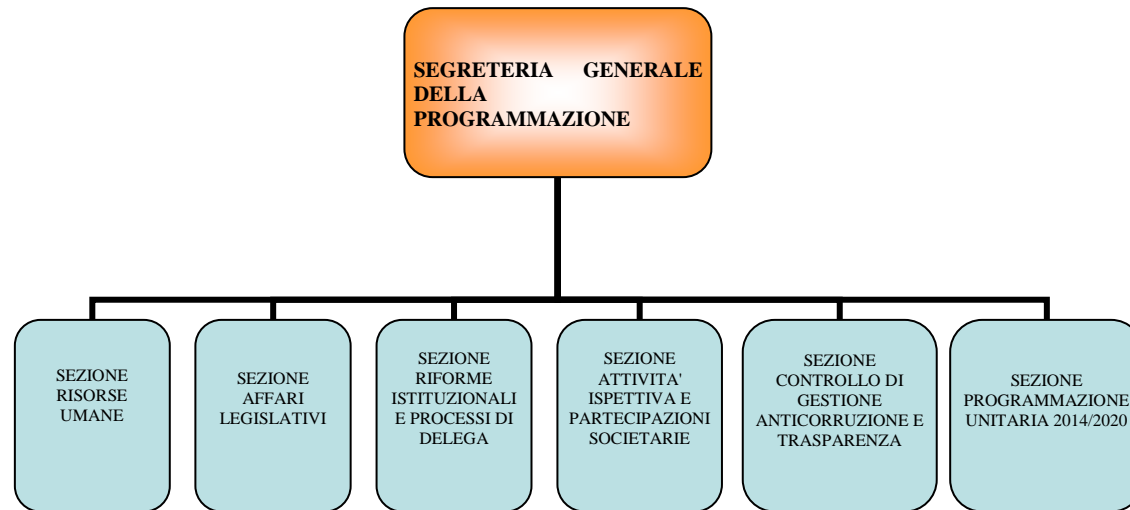 SEGRETERIA GENERALE
DELLA
PROGRAMMAZIONE
SEZIONE
RISORSE
UMANE
SEZIONE
AFFARI
LEGISLATIVI
SEZIONE
RIFORME
ISTITUZIONALI
E PROCESSI DI
DELEGA
SEZIONE
ATTIVITA'
ISPETTIVA E
PARTECIPAZIONI
SOCIETARIE
SEZIONE
CONTROLLO DI
GESTIONE
ANTICORRUZIONE E
TRASPARENZA
SEZIONE
PROGRAMMAZIONE
UNITARIA 2014/2020